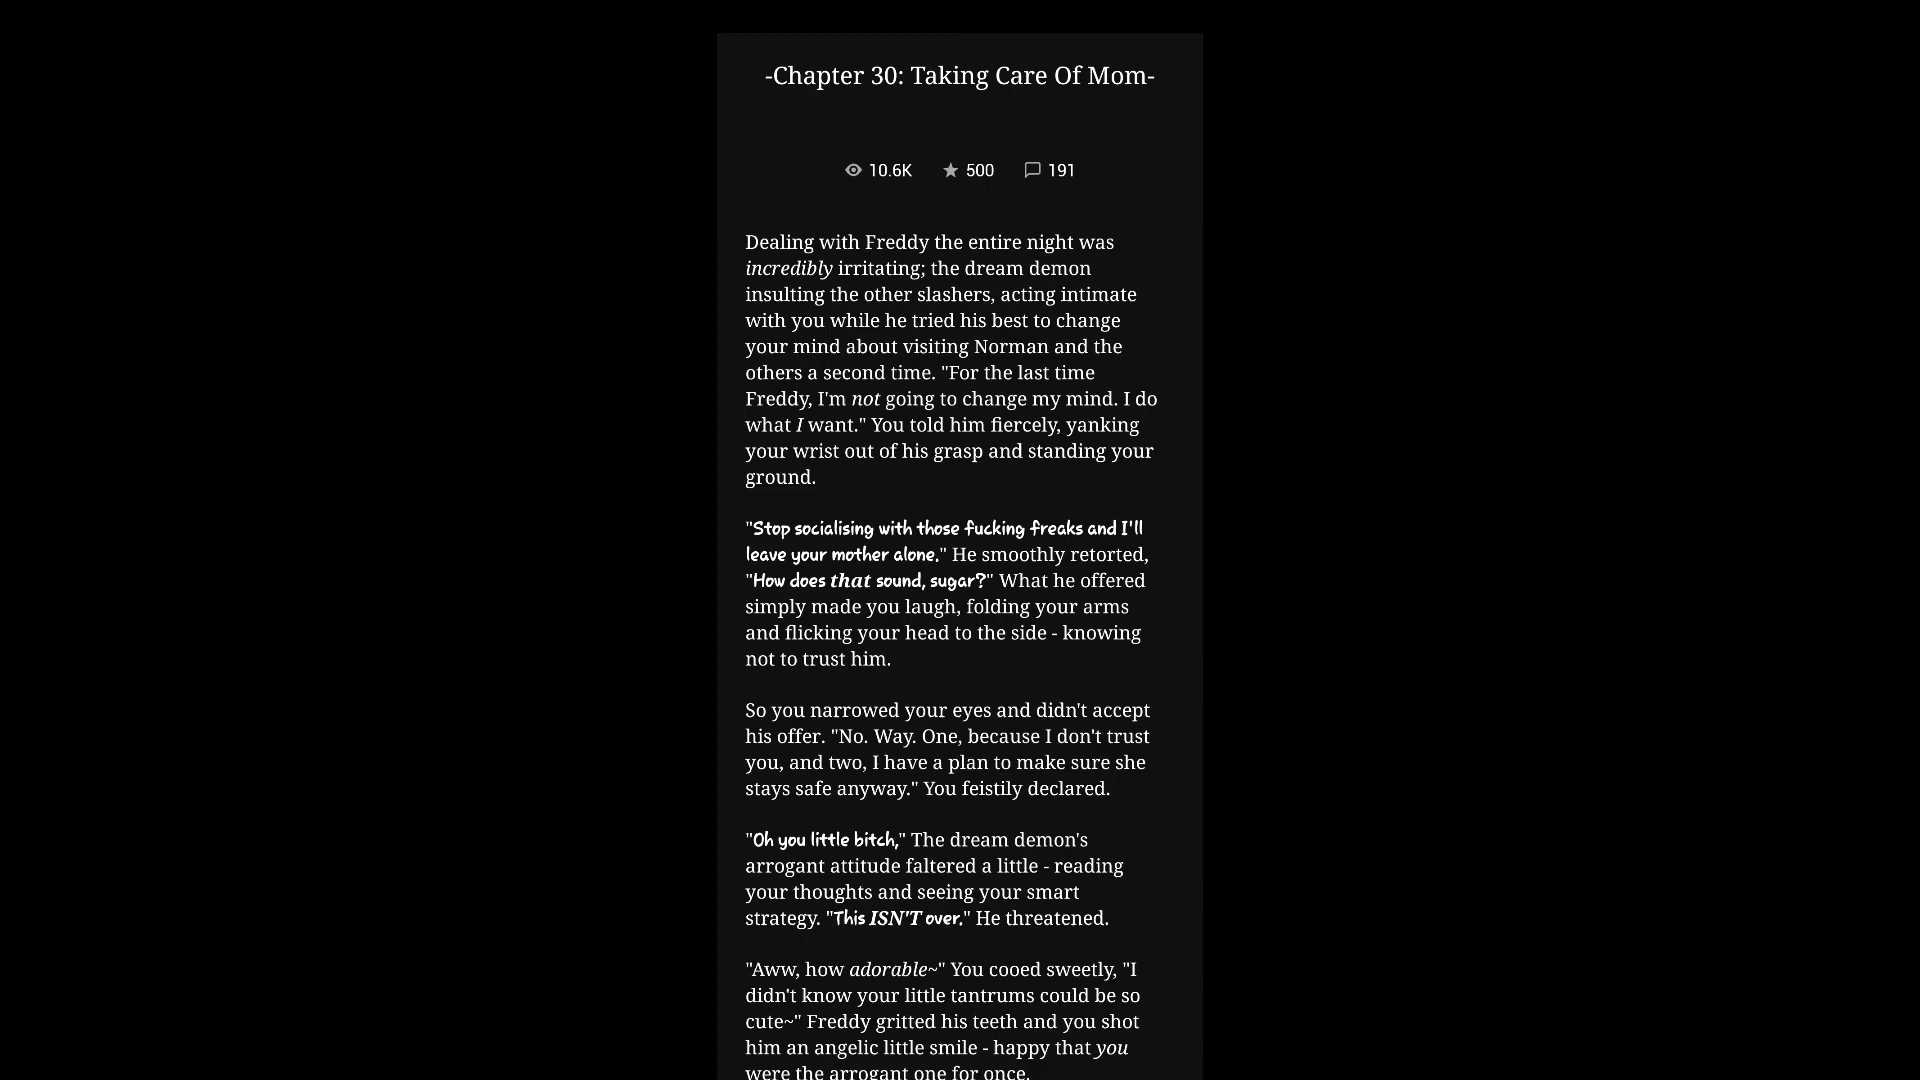 -Chapter 30: Taking Care Of Mom-
10.6K 500 191
Dealing with Freddy the entire night was
incredibly irritating; the dream demon
insulting the other slashers, acting intimate
with you while he tried his best to change
your mind about visiting Norman and the
others a second time. "For the last time
Freddy, I'm not going to change my mind. I do
what I want." You told him fiercely, yanking
your wrist out of his grasp and standing your
ground.
"Stop socialising with those fucking freaks and I'll
leave your mother alone." He smoothly retorted,
"How does that sound, sugar?" What he offered
simply made you laugh, folding your arms
and flicking your head to the side - knowing
not to trust him.
So you narrowed your eyes and didn't accept
his offer. "No. Way. One, because I don't trust
you, and two, I have a plan to make sure she
stays safe anyway." You feistily declared.
"Oh you little bitch," The dream demon's
arrogant attitude faltered a little - reading
your thoughts and seeing your smart
strategy. "This ISN'T over." He threatened.
"Aww, how adorable~" You cooed sweetly, "I
didn't know your little tantrums could be so
cute~" Freddy gritted his teeth and you shot
him an angelic little smile - happy that you
were the arrogant one for once.